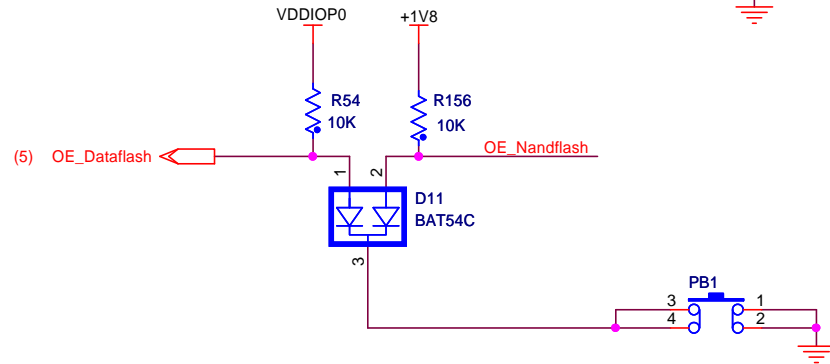 VDDIOP0
+1V8
R54
10K
R156
10K
(5) OE_Dataflash
OE_Nandflash
1
2
D11
BAT54C
3
PB1
3
1
4
2